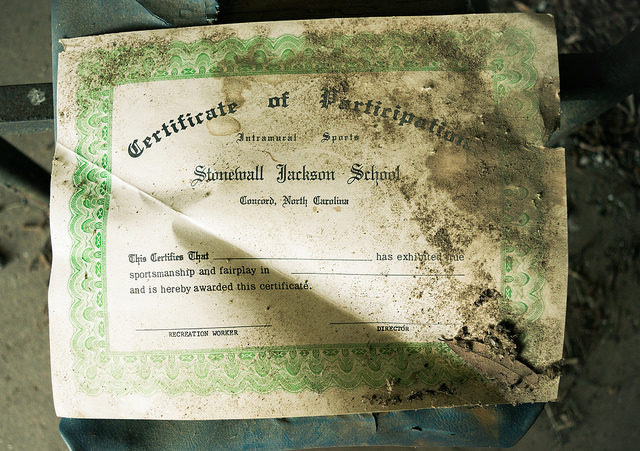 Certificate of Participation
Intramural Sports
Stonewall Jackson School
Concord, North Carolina
This Certifies That has exhibited true
sportsmanship and fairplay in
and is hereby awarded this certificate.
RECREATION WORKER DIRECTOR